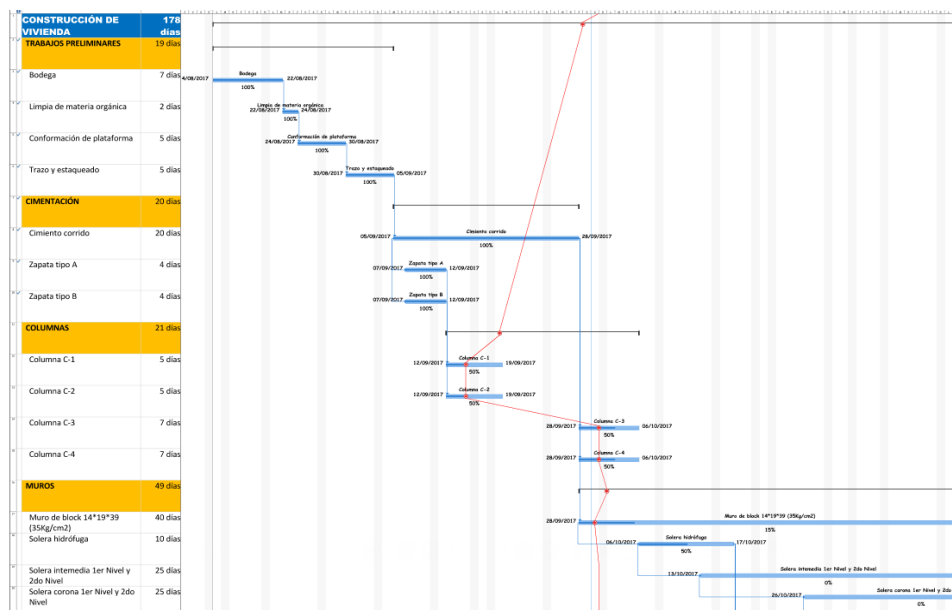 CONSTRUCCIÓN DE VIVIENDA 178 días
TRABAJOS PRELIMINARES 19 días
Bodega 7 días 4/08/2017 Bodega 22/08/2017
100%
Limpia de materia orgánica 2 días 22/08/2017 Limpia de materia orgánica 24/08/2017
100%
Conformación de plataforma 5 días 24/08/2017 Conformación de plataforma 30/08/2017
100%
Trazo y estaqueado 5 días 30/08/2017 Trazo y estaqueado 05/09/2017
100%
CIMENTACIÓN 20 días
Cimiento corrido 20 días 05/09/2017 Cimiento corrido 28/09/2017
100%
Zapata tipo A 4 días 07/09/2017 Zapata tipo A 12/09/2017
100%
Zapata tipo B 4 días 07/09/2017 Zapata tipo B 12/09/2017
100%
COLUMNAS 21 días
Columna C-1 5 días 12/09/2017 Columna C-1 19/09/2017
50%
Columna C-2 5 días 12/09/2017 Columna C-2 19/09/2017
50%
Columna C-3 7 días 28/09/2017 Columna C-3 06/10/2017
50%
Columna C-4 7 días 28/09/2017 Columna C-4 06/10/2017
50%
MUROS 49 días
Muro de block 14*19*39 (35Kg/cm2) 40 días 28/09/2017 Muro de block 14*19*39 (35Kg/cm2)
15%
Solera hidrófuga 10 días 06/10/2017 Solera hidrófuga 17/10/2017
50%
Solera intermedia 1er Nivel y 2do Nivel 25 días 13/10/2017 Solera intermedia 1er Nivel y 2do Nivel
0%
Solera corona 1er Nivel y 2do Nivel 25 días 26/10/2017 Solera corona 1er Nivel y 2do
0%